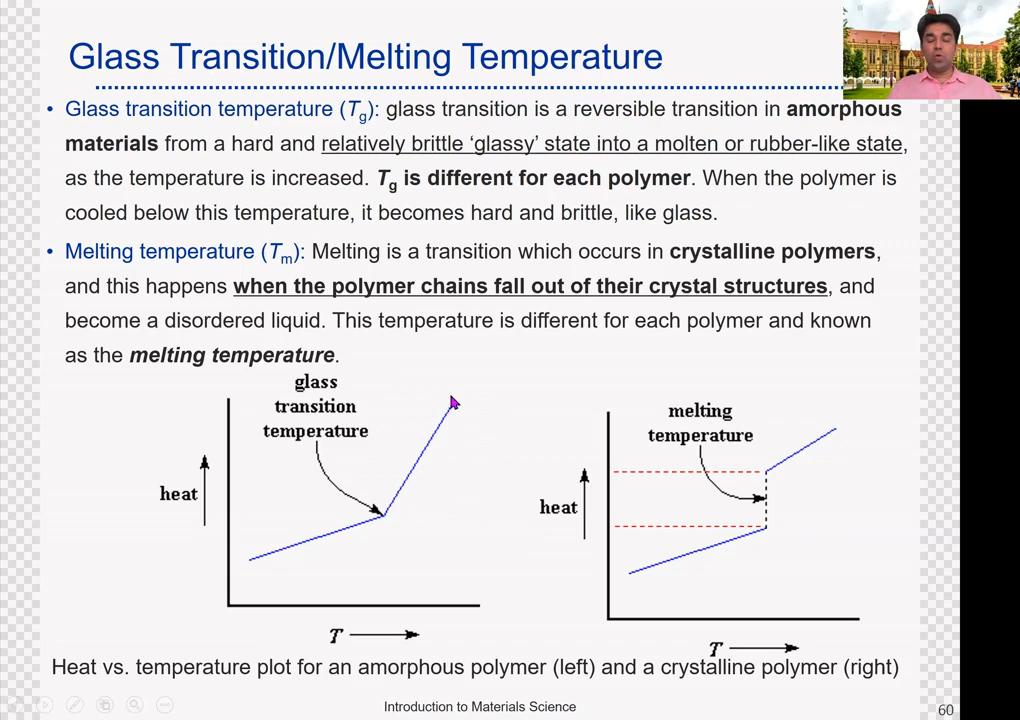 Glass Transition/Melting Temperature
• Glass transition temperature (Tg): glass transition is a reversible transition in amorphous
materials from a hard and relatively brittle ‘glassy’ state into a molten or rubber-like state,
as the temperature is increased. Tg is different for each polymer. When the polymer is
cooled below this temperature, it becomes hard and brittle, like glass.
• Melting temperature (Tm): Melting is a transition which occurs in crystalline polymers,
and this happens when the polymer chains fall out of their crystal structures, and
become a disordered liquid. This temperature is different for each polymer and known
as the melting temperature.
glass
transition
temperature
heat
T
melting
temperature
heat
T
Heat vs. temperature plot for an amorphous polymer (left) and a crystalline polymer (right)
Introduction to Materials Science
60